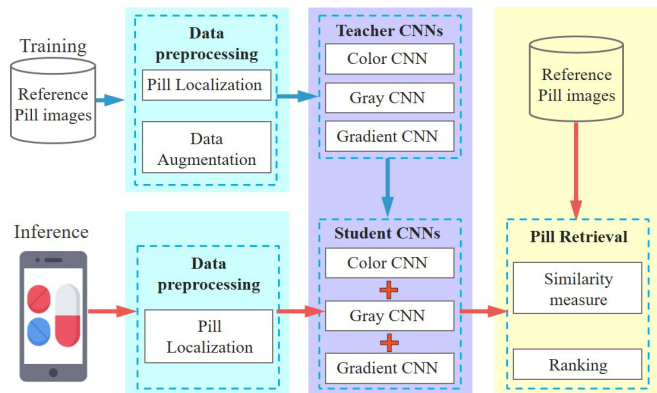 Training
Reference
Pill images
Data
preprocessing
Pill Localization
Data
Augmentation
Teacher CNNs
Color CNN
Gray CNN
Gradient CNN
Reference
Pill images
Inference
Data
preprocessing
Pill
Localization
Student CNNs
Color CNN
Gray CNN
Gradient CNN
Pill Retrieval
Similarity
measure
Ranking